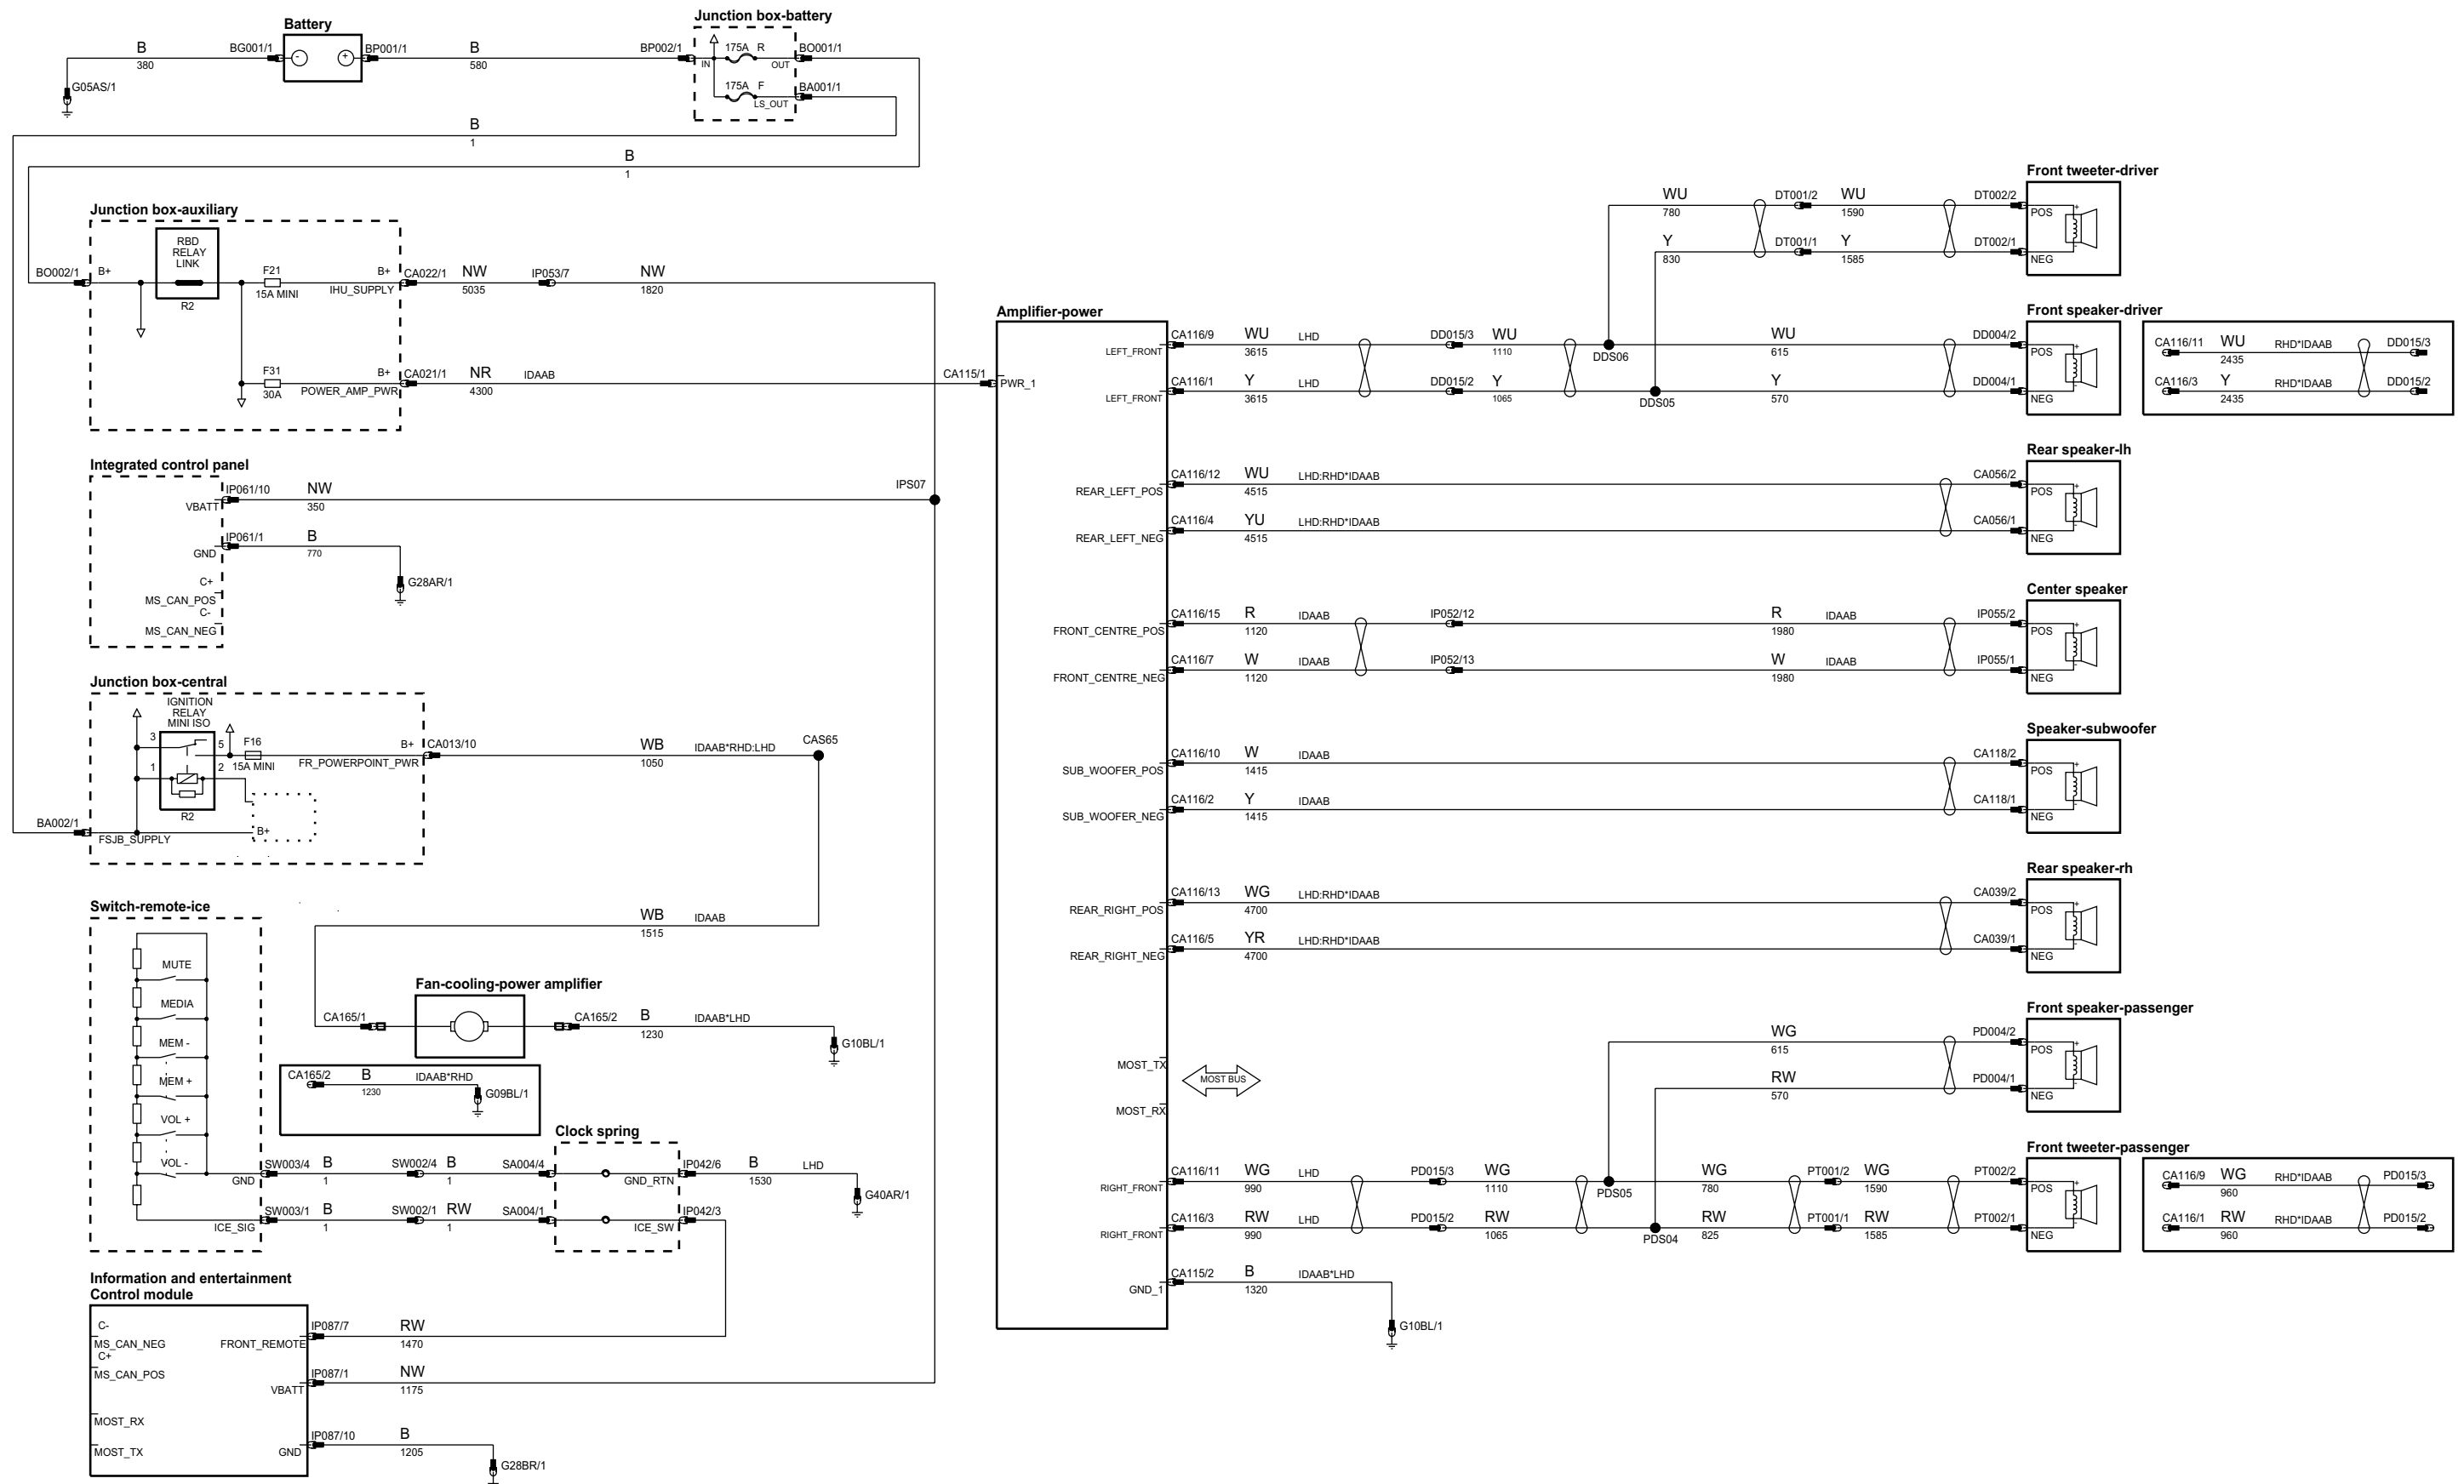 Battery
B
380
BG001/1
-
+
BP001/1
B
580
G05AS/1
Junction box-battery
BP002/1
175A R
BO001/1
IN
OUT
175A F
BA001/1
LS_OUT
B
1
B
1
Junction box-auxiliary
RBD
RELAY
LINK
R2
BO002/1
B+
F21
15A MINI
B+
IHU_SUPPLY
CA022/1
NW
5035
IP053/7
NW
1820
F31
30A
B+
POWER_AMP_PWR
CA021/1
NR
4300
IDAAB
CA115/1
Integrated control panel
IP061/10
VBATT
NW
350
IPS07
IP061/1
GND
B
770
G28AR/1
C+
MS_CAN_POS
C-
MS_CAN_NEG
Junction box-central
IGNITION
RELAY
MINI ISO
3
5
1
2
R2
F16
15A MINI
B+
FR_POWERPOINT_PWR
CA013/10
WB
1050
IDAAB*RHD:LHD
CAS65
BA002/1
FSJB_SUPPLY
B+
WB
1515
IDAAB
Switch-remote-ice
MUTE
MEDIA
MEM -
MEM +
VOL +
VOL -
Fan-cooling-power amplifier
CA165/1
CA165/2
B
1230
IDAAB*LHD
G10BL/1
CA165/2
B
1230
IDAAB*RHD
G09BL/1
Clock spring
SW003/4
GND
B
1
SW002/4
B
1
SA004/4
GND_RTN
IP042/6
B
1530
LHD
G40AR/1
SW003/1
ICE_SIG
B
1
SW002/1
RW
1
SA004/1
ICE_SW
IP042/3
Information and entertainment
Control module
C-
MS_CAN_NEG
C+
MS_CAN_POS
MOST_RX
MOST_TX
FRONT_REMOTE
IP087/7
RW
1470
VBATT
IP087/1
NW
1175
GND
IP087/10
B
1205
G28BR/1
Amplifier-power
PWR_1
LEFT_FRONT
CA116/9
WU
3615
LHD
DD015/3
WU
1110
DDS06
WU
615
DD004/2
LEFT_FRONT
CA116/1
Y
3615
LHD
DD015/2
Y
1065
DDS05
Y
570
DD004/1
Front tweeter-driver
WU
780
DT001/2
WU
1590
DT002/2
POS
+
Y
830
DT001/1
Y
1585
DT002/1
NEG
-
Front speaker-driver
POS
+
NEG
-
CA116/11
WU
2435
RHD*IDAAB
DD015/3
CA116/3
Y
2435
RHD*IDAAB
DD015/2
Rear speaker-lh
REAR_LEFT_POS
CA116/12
WU
4515
LHD:RHD*IDAAB
CA056/2
POS
+
REAR_LEFT_NEG
CA116/4
YU
4515
LHD:RHD*IDAAB
CA056/1
NEG
-
Center speaker
FRONT_CENTRE_POS
CA116/15
R
1120
IDAAB
IP052/12
R
1980
IDAAB
IP055/2
POS
+
FRONT_CENTRE_NEG
CA116/7
W
1120
IDAAB
IP052/13
W
1980
IDAAB
IP055/1
NEG
-
Speaker-subwoofer
SUB_WOOFER_POS
CA116/10
W
1415
IDAAB
CA118/2
POS
+
SUB_WOOFER_NEG
CA116/2
Y
1415
IDAAB
CA118/1
NEG
-
Rear speaker-rh
REAR_RIGHT_POS
CA116/13
WG
4700
LHD:RHD*IDAAB
CA039/2
POS
+
REAR_RIGHT_NEG
CA116/5
YR
4700
LHD:RHD*IDAAB
CA039/1
NEG
-
MOST_TX
MOST BUS
MOST_RX
Front speaker-passenger
WG
615
PD004/2
POS
+
RW
570
PD004/1
NEG
-
Front tweeter-passenger
RIGHT_FRONT
CA116/11
WG
990
LHD
PD015/3
WG
1110
PDS05
WG
780
PT001/2
WG
1590
PT002/2
POS
+
RIGHT_FRONT
CA116/3
RW
990
LHD
PD015/2
RW
1065
PDS04
RW
825
PT001/1
RW
1585
PT002/1
NEG
-
CA116/9
WG
960
RHD*IDAAB
PD015/3
CA116/1
RW
960
RHD*IDAAB
PD015/2
GND_1
CA115/2
B
1320
IDAAB*LHD
G10BL/1